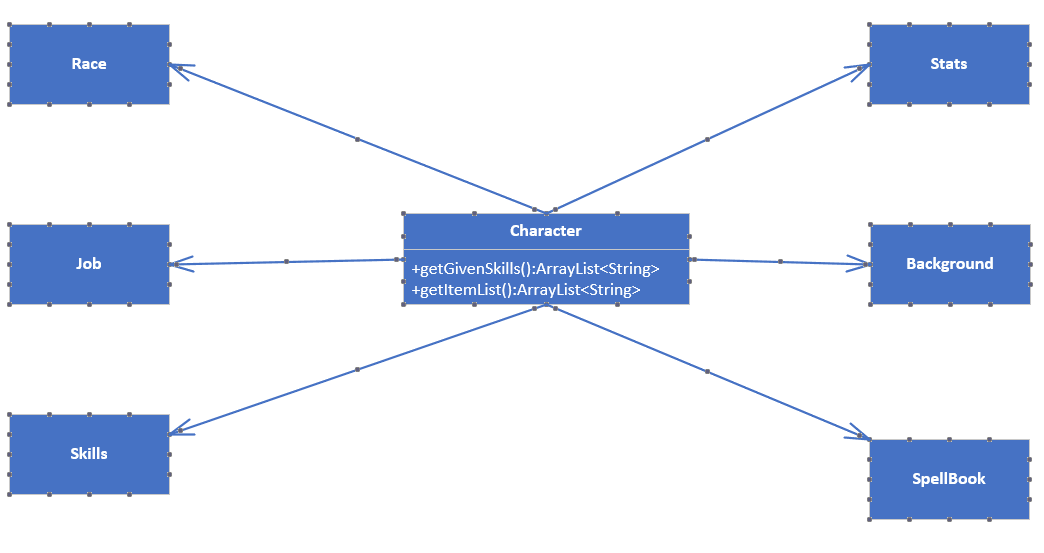 Race
Stats
Character
+getGivenSkills():ArrayList<String>
+getItemList():ArrayList<String>
Job
Background
Skills
SpellBook